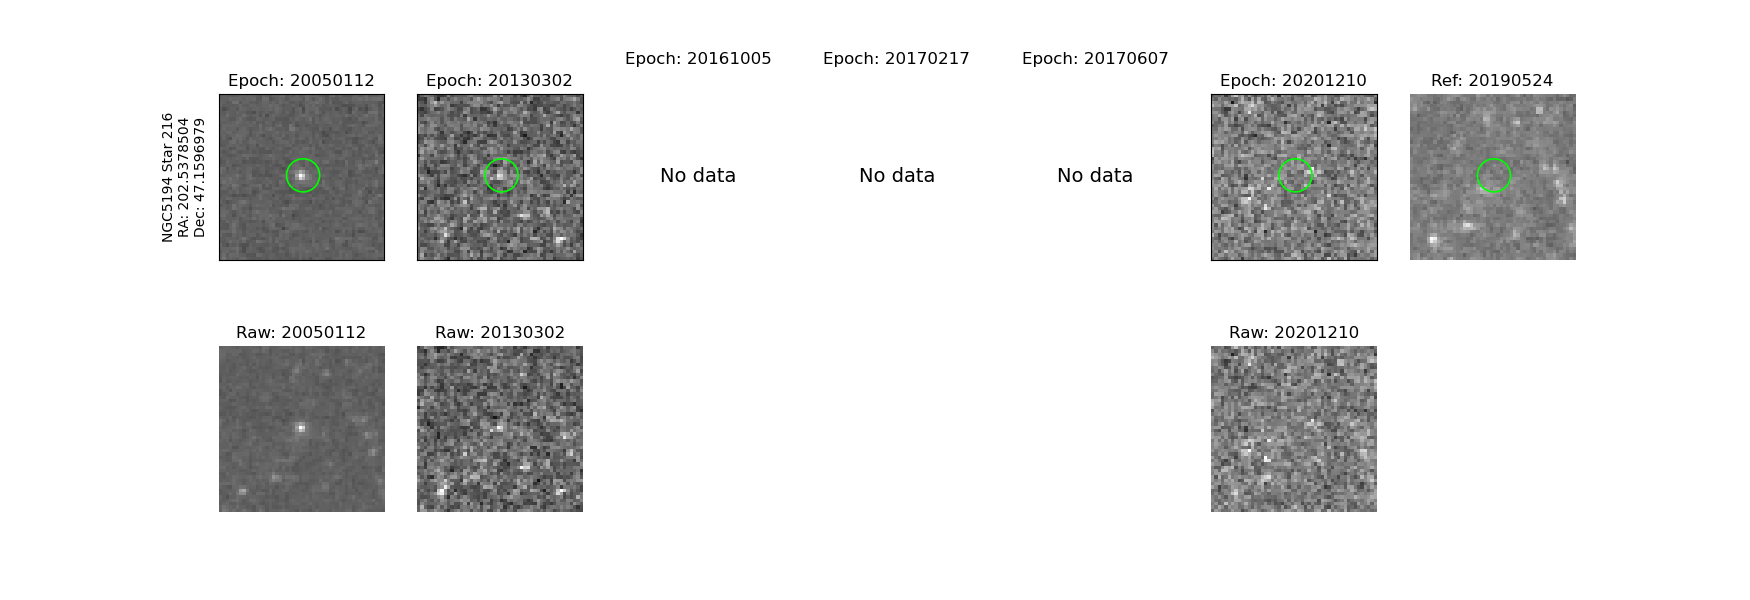 Epoch: 20050112
Epoch: 20130302
Epoch: 20161005
Epoch: 20170217
Epoch: 20170607
Epoch: 20201210
Ref: 20190524
NGC5194 Star 216
RA: 202.5378504
Dec: 47.1596979
No data
No data
No data
Raw: 20050112
Raw: 20130302
Raw: 20201210